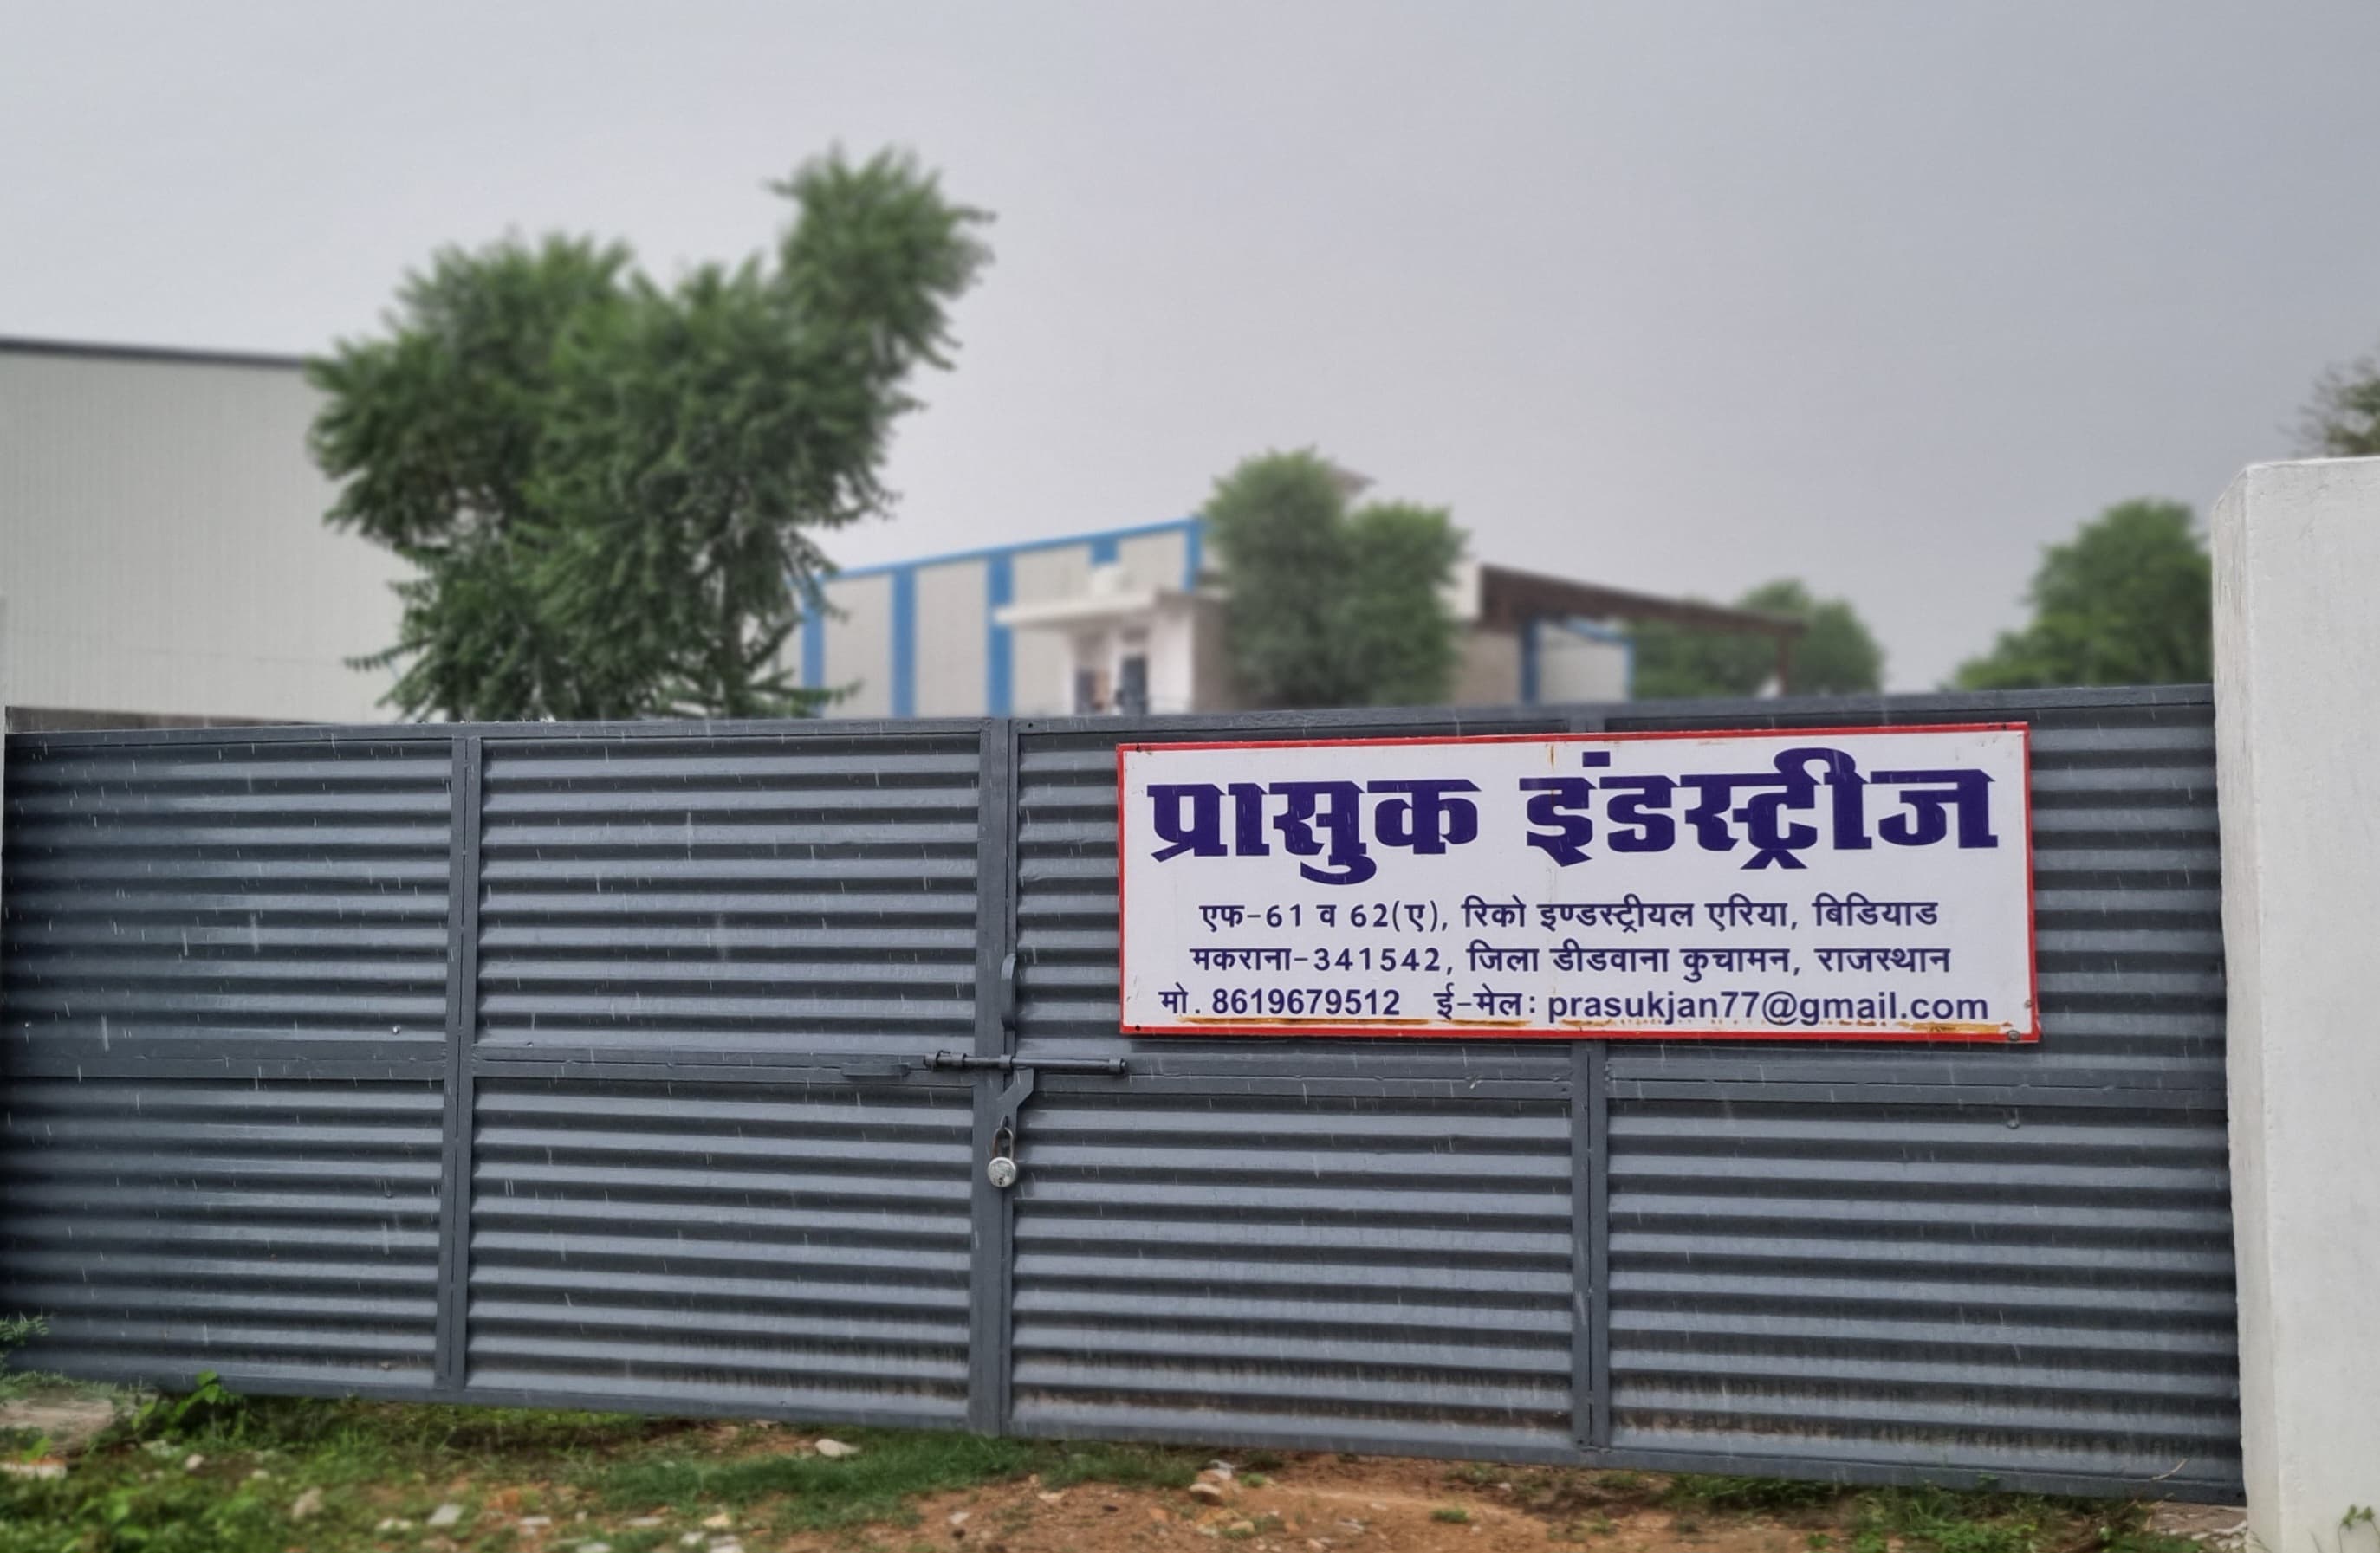 प्रासुक इंडस्ट्रीज
एफ-61 व 62(ए), रिको इण्डस्ट्रीयल एरिया, बिडियाड
मकराना-341542, जिला डीडवाना कुचामन, राजस्थान
मो. 8619679512 ई-मेल: prasukjan77@gmail.com